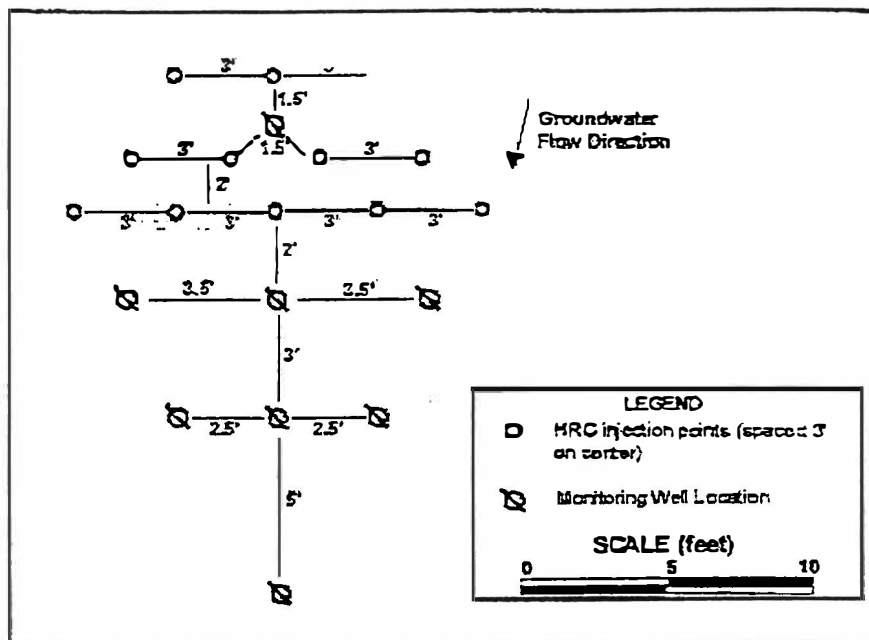 3'
1.5'
Groundwater
Flow Direction
1.5'
3'
3'
2'
3'
3'
3'
3'
2'
2.5'
3'
2.5'
2.5'
5'
LEGEND
HRC injection points (spaced 3'
on center)
Monitoring Well Location
SCALE (feet)
0 5 10